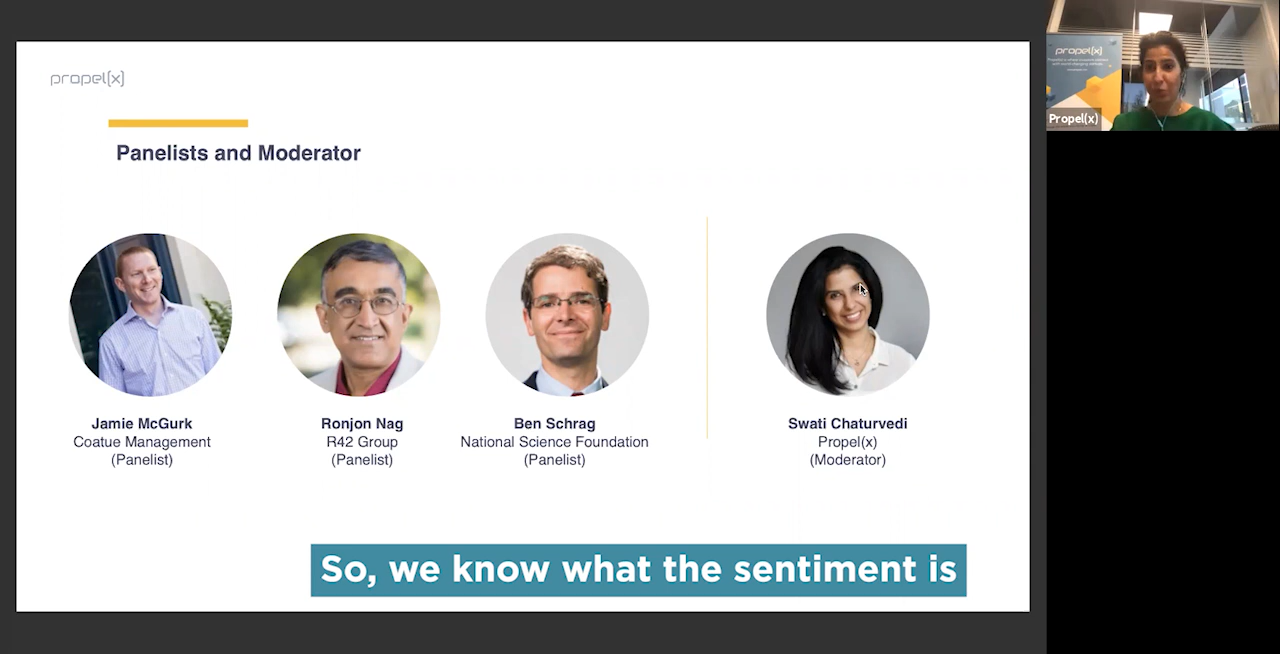 propel(x)
Panelists and Moderator
Jamie McGurk
Coatue Management
(Panelist)
Ronjon Nag
R42 Group
(Panelist)
Ben Schrag
National Science Foundation
(Panelist)
Swati Chaturvedi
Propel(x)
(Moderator)
So, we know what the sentiment is
propel(x)
Propel(x)